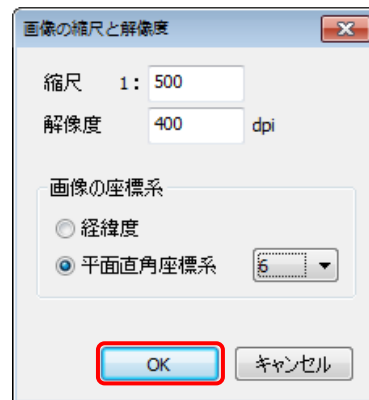 画像の縮尺と解像度
縮尺 1: 500
解像度 400 dpi
画像の座標系
経緯度
平面直角座標系 6
OK キャンセル